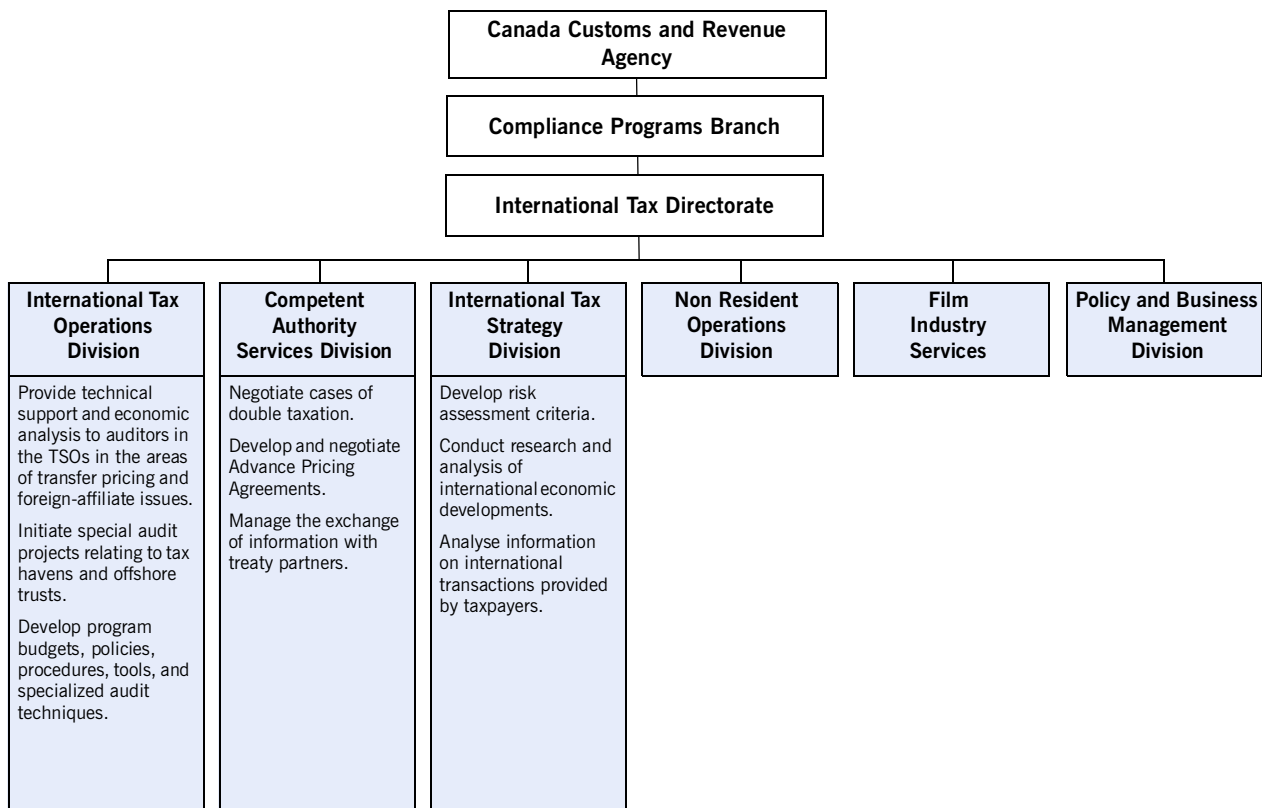 Canada Customs and Revenue
Agency
Compliance Programs Branch
International Tax Directorate
International Tax
Operations
Division
Provide technical
support and economic
analysis to auditors in
the TSOs in the areas
of transfer pricing and
foreign-affiliate issues.
Initiate special audit
projects relating to tax
havens and offshore
trusts.
Develop program
budgets, policies,
procedures, tools, and
specialized audit
techniques.
Competent
Authority
Services Division
Negotiate cases of
double taxation.
Develop and negotiate
Advance Pricing
Agreements.
Manage the exchange
of information with
treaty partners.
International Tax
Strategy
Division
Develop risk
assessment criteria.
Conduct research and
analysis of
international economic
developments.
Analyse information
on international
transactions provided
by taxpayers.
Non Resident
Operations
Division
Film
Industry
Services
Policy and Business
Management
Division